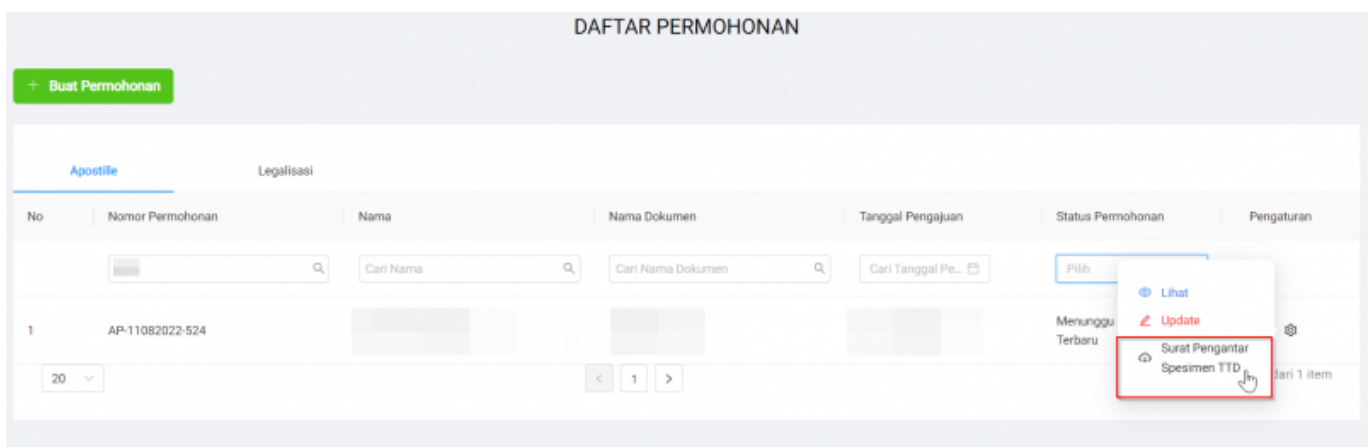 DAFTAR PERMOHONAN
+ Buat Permohonan
Apostille Legalisasi
No Nomor Permohonan Nama Nama Dokumen Tanggal Pengajuan Status Permohonan Pengaturan
Cari Nama Cari Nama Dokumen Cari Tanggal Pe... Pilih
Lihat
1 AP-11082022-524 Menunggu Update
Terbaru Surat Pengantar
Spesimen TTD
20 < 1 > dari 1 item